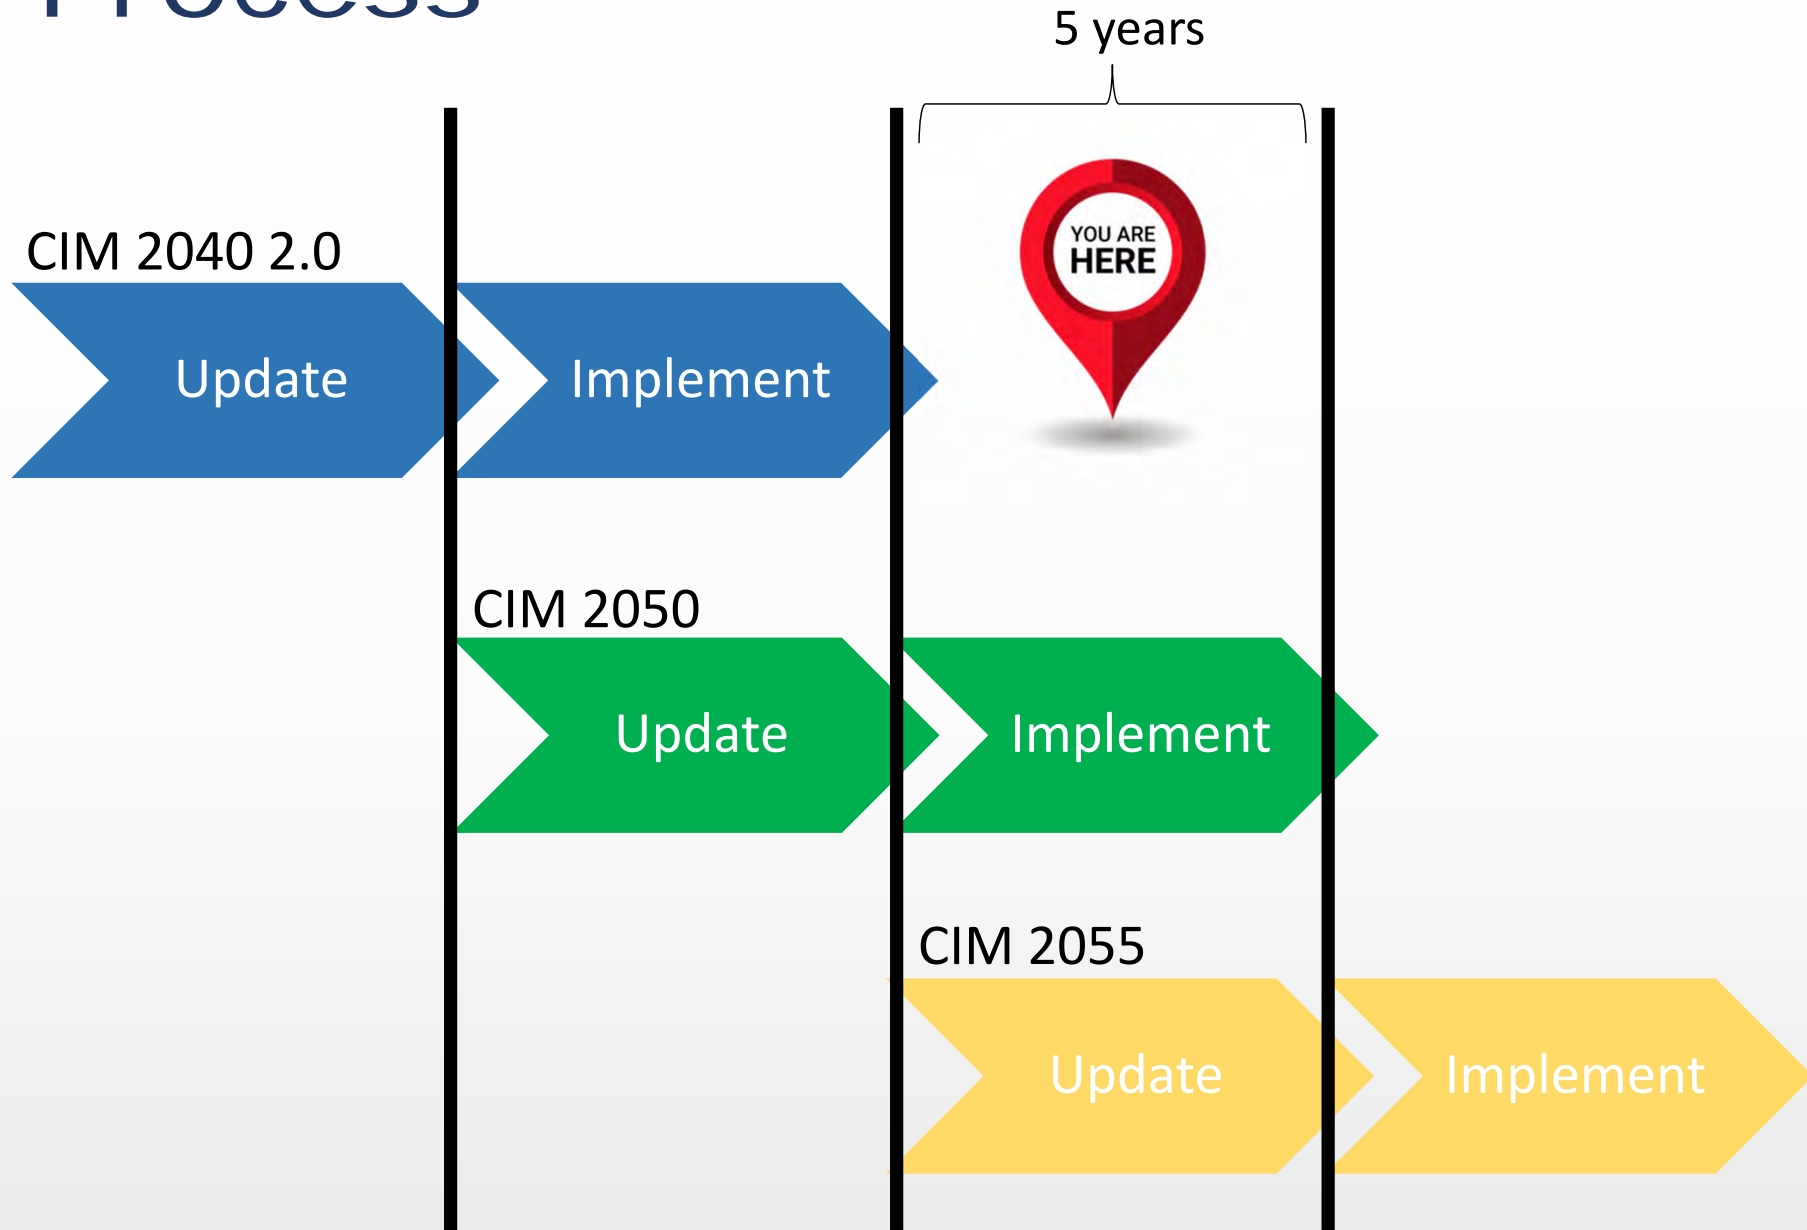 Process
5 years
YOU ARE
HERE
CIM 2040 2.0
Update
Implement
CIM 2050
Update
Implement
CIM 2055
Update
Implement